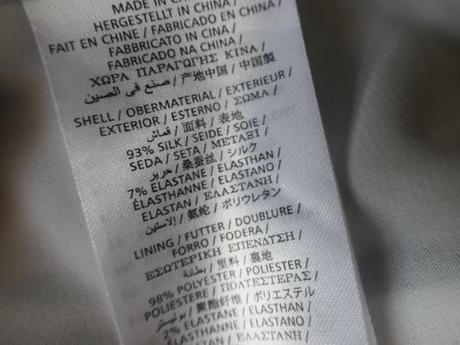 MADE IN CHINA /
HERGESTELLT IN CHINA /
FAIT EN CHINE / FABRICADO EN CHINA /
FABBRICATO IN CINA /
FABRICADO NA CHINA /
ΧΩΡΑ ΠΑΡΑΓΩΓΗΣ ΚΙΝΑ /
صنع في الصين / 产地中国 / 中国製
SHELL / OBERMATERIAL / EXTERIEUR /
EXTERIOR / ESTERNO / ΣΩΜΑ /
قماش / 面料 / 表地
93% SILK / SEIDE / SOIE /
SEDA / SETA / ΜΕΤΑΞΙ /
حرير / 桑蚕丝 / シルク
7% ELASTANE / ELASTHAN /
ÉLASTHANNE / ELASTANO /
ELASTAN / ΕΛΑΣΤΑΝΗ /
الاستين / 氨纶 / ポリウレタン
LINING / FUTTER / DOUBLURE /
FORRO / FODERA /
ΕΣΩΤΕΡΙΚΗ ΕΠΕΝΔΥΣΗ /
بطانة / 里料 / 裏地
98% POLYESTER / POLIESTER /
POLIESTERE / ΠΟΛΥΕΣΤΕΡΑΣ /
بوليستر / 聚酯纤维 / ポリエステル
2% ELASTANE / ELASTHAN /
ELASTHANNE / ELASTANO /